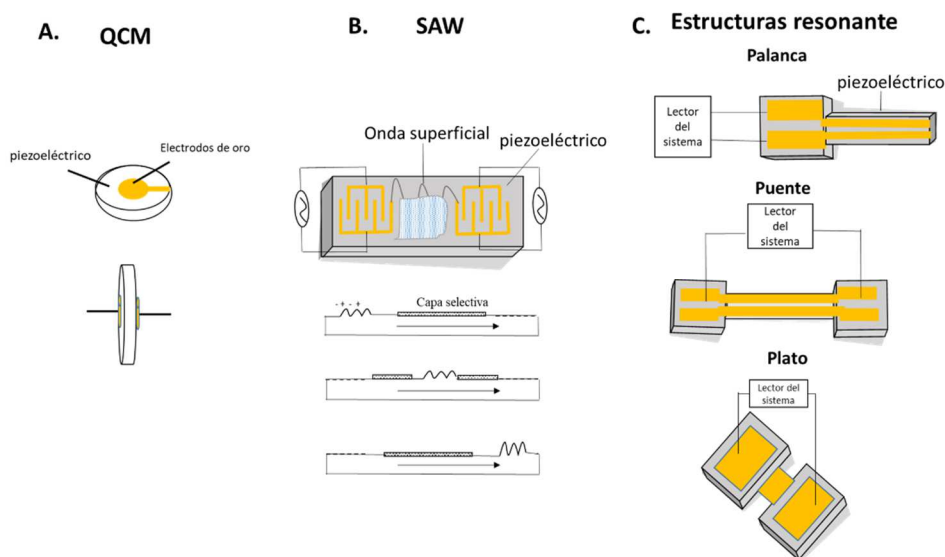 A.
QCM
piezoeléctrico
Electrodos de oro
B.
SAW
Onda superficial
piezoeléctrico
- + - +
Capa selectiva
C.
Estructuras resonante
Palanca
piezoeléctrico
Lector
del
sistema
Puente
Lector
del
sistema
Plato
Lector del
sistema